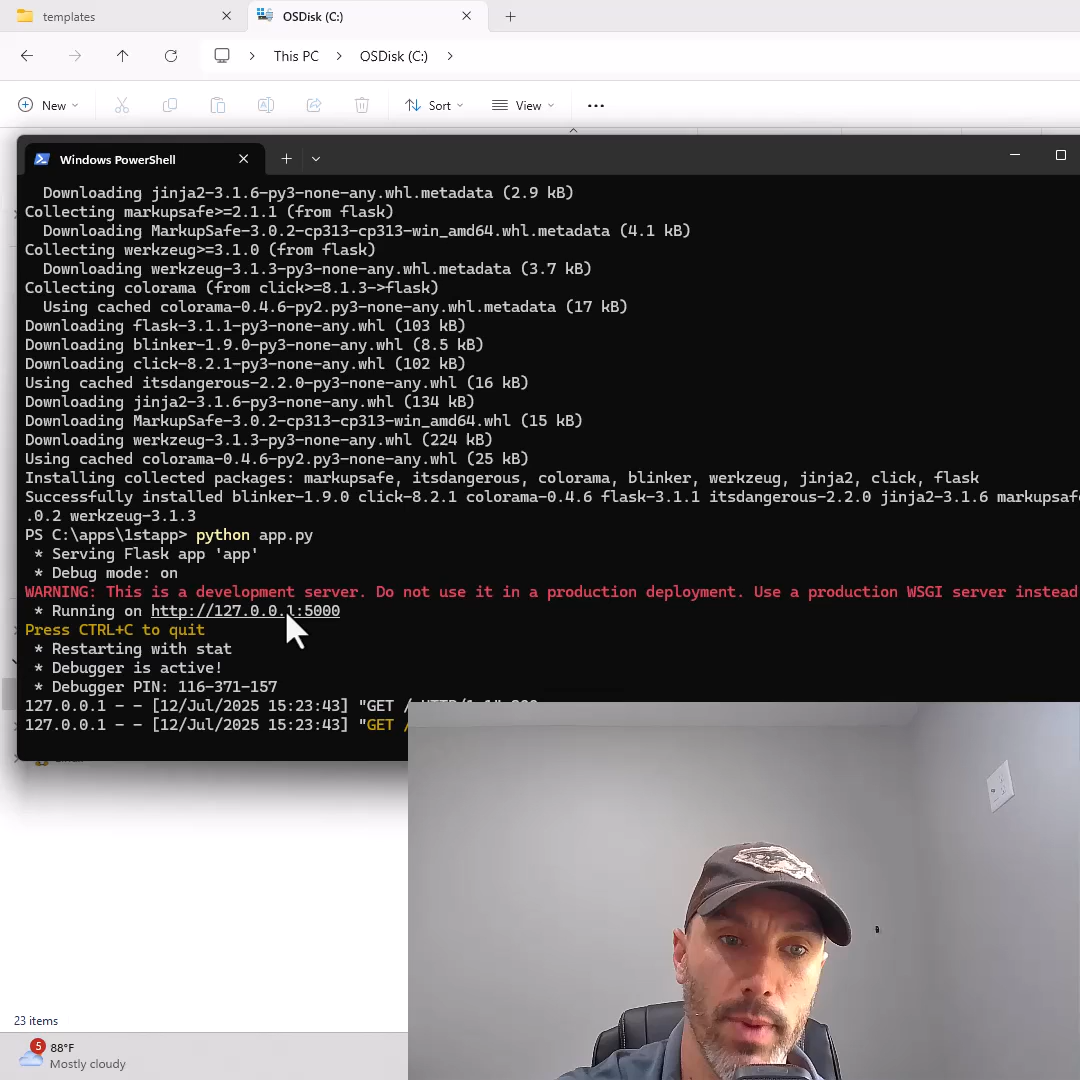 templates
OSDisk (C:)
This PC
OSDisk (C:)
New
Sort
View
Windows PowerShell
Downloading jinja2-3.1.6-py3-none-any.whl.metadata (2.9 kB)
Collecting markupsafe>=2.1.1 (from flask)
Downloading MarkupSafe-3.0.2-cp313-cp313-win_amd64.whl.metadata (4.1 kB)
Collecting werkzeug>=3.1.0 (from flask)
Downloading werkzeug-3.1.3-py3-none-any.whl.metadata (3.7 kB)
Collecting colorama (from click>=8.1.3->flask)
Using cached colorama-0.4.6-py2.py3-none-any.whl.metadata (17 kB)
Downloading flask-3.1.1-py3-none-any.whl (103 kB)
Downloading blinker-1.9.0-py3-none-any.whl (8.5 kB)
Downloading click-8.2.1-py3-none-any.whl (102 kB)
Using cached itsdangerous-2.2.0-py3-none-any.whl (16 kB)
Downloading jinja2-3.1.6-py3-none-any.whl (134 kB)
Downloading MarkupSafe-3.0.2-cp313-cp313-win_amd64.whl (15 kB)
Downloading werkzeug-3.1.3-py3-none-any.whl (224 kB)
Using cached colorama-0.4.6-py2.py3-none-any.whl (25 kB)
Installing collected packages: markupsafe, itsdangerous, colorama, blinker, werkzeug, jinja2, click, flask
Successfully installed blinker-1.9.0 click-8.2.1 colorama-0.4.6 flask-3.1.1 itsdangerous-2.2.0 jinja2-3.1.6 markupsafe
.0.2 werkzeug-3.1.3
PS C:\apps\1stapp> python app.py
* Serving Flask app 'app'
* Debug mode: on
WARNING: This is a development server. Do not use it in a production deployment. Use a production WSGI server instead
* Running on http://127.0.0.1:5000
Press CTRL+C to quit
* Restarting with stat
* Debugger is active!
* Debugger PIN: 116-371-157
127.0.0.1 - - [12/Jul/2025 15:23:43] "GET /
127.0.0.1 - - [12/Jul/2025 15:23:43] "GET /
23 items
5
88°F
Mostly cloudy